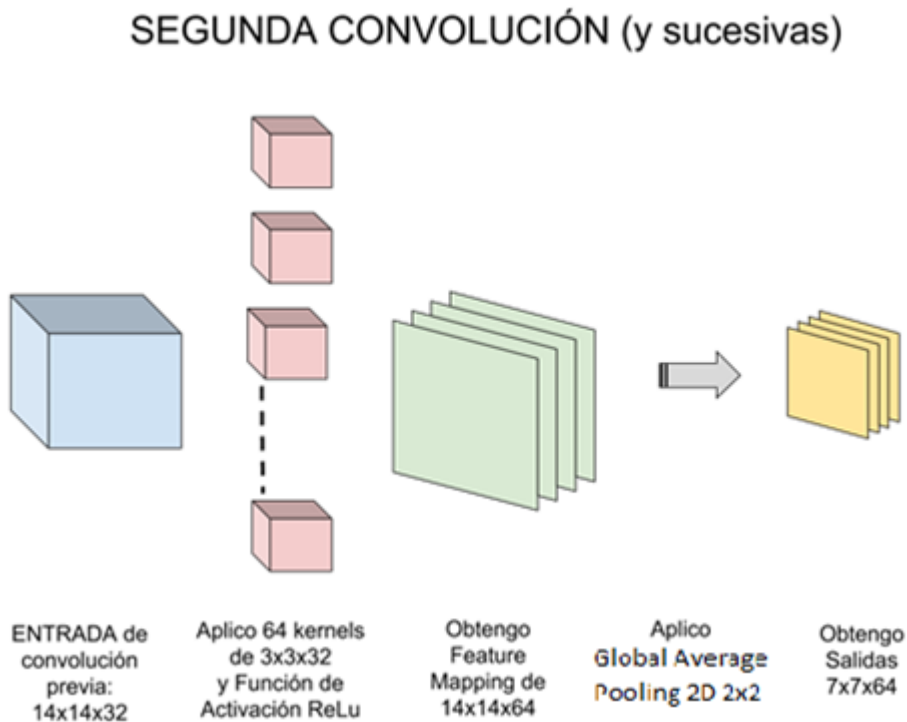 SEGUNDA CONVOLUCIÓN (y sucesivas)
ENTRADA de
convolución
previa:
14x14x32
Aplico 64 kernels
de 3x3x32
y Función de
Activación ReLu
Obtengo
Feature
Mapping de
14x14x64
Aplico
Global Average
Pooling 2D 2x2
Obtengo
Salidas
7x7x64